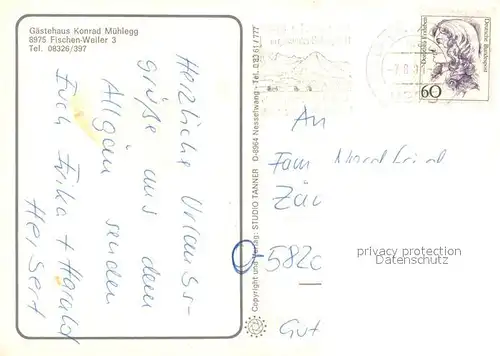 Gästehaus Konrad Mühlegg
8975 Fischen-Weiler 3
Tel. 08326/397
Herzliche Urlaubs-
grüße aus dem
Allgäu senden
Euch Erika + Harald
Herbert
Copyright und Verlag: STUDIO TANNER D-8964 Nesselwang - Tel. 08361/777
Deutsche Bundespost
60
An
Fam
O-582
Gut
privacy protection
Datenschutz